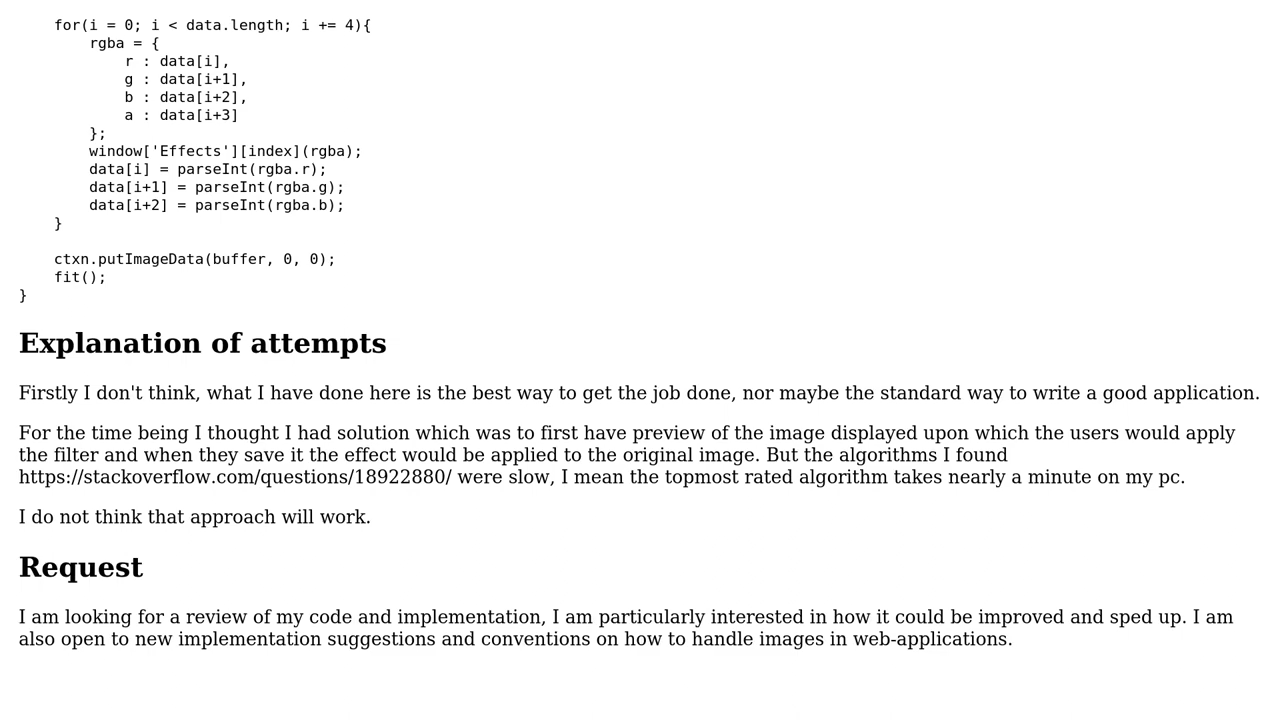 for(i = 0; i < data.length; i += 4){
        rgba = {
            r : data[i],
            g : data[i+1],
            b : data[i+2],
            a : data[i+3]
        };
        window['Effects'][index](rgba);
        data[i] = parseInt(rgba.r);
        data[i+1] = parseInt(rgba.g);
        data[i+2] = parseInt(rgba.b);
    }

    ctxn.putImageData(buffer, 0, 0);
    fit();
}
Explanation of attempts
Firstly I don't think, what I have done here is the best way to get the job done, nor maybe the standard way to write a good application.
For the time being I thought I had solution which was to first have preview of the image displayed upon which the users would apply
the filter and when they save it the effect would be applied to the original image. But the algorithms I found
https://stackoverflow.com/questions/18922880/ were slow, I mean the topmost rated algorithm takes nearly a minute on my pc.
I do not think that approach will work.
Request
I am looking for a review of my code and implementation, I am particularly interested in how it could be improved and sped up. I am
also open to new implementation suggestions and conventions on how to handle images in web-applications.